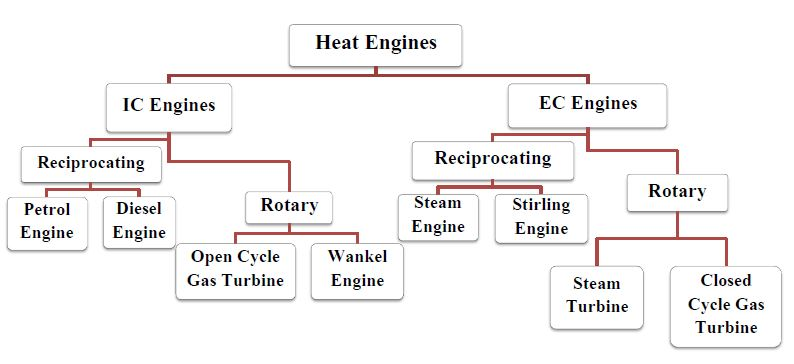 Heat Engines
IC Engines
EC Engines
Reciprocating
Reciprocating
Petrol
Engine
Diesel
Engine
Rotary
Steam
Engine
Stirling
Engine
Rotary
Open Cycle
Gas Turbine
Wankel
Engine
Steam
Turbine
Closed
Cycle Gas
Turbine